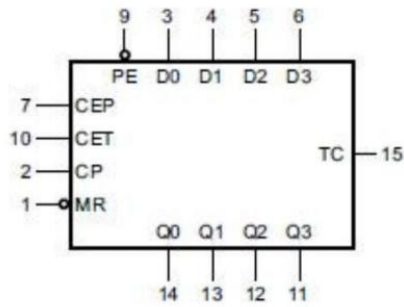 9 3 4 5 6
PE D0 D1 D2 D3
7 CEP
10 CET
TC 15
2 CP
1 MR
Q0 Q1 Q2 Q3
14 13 12 11